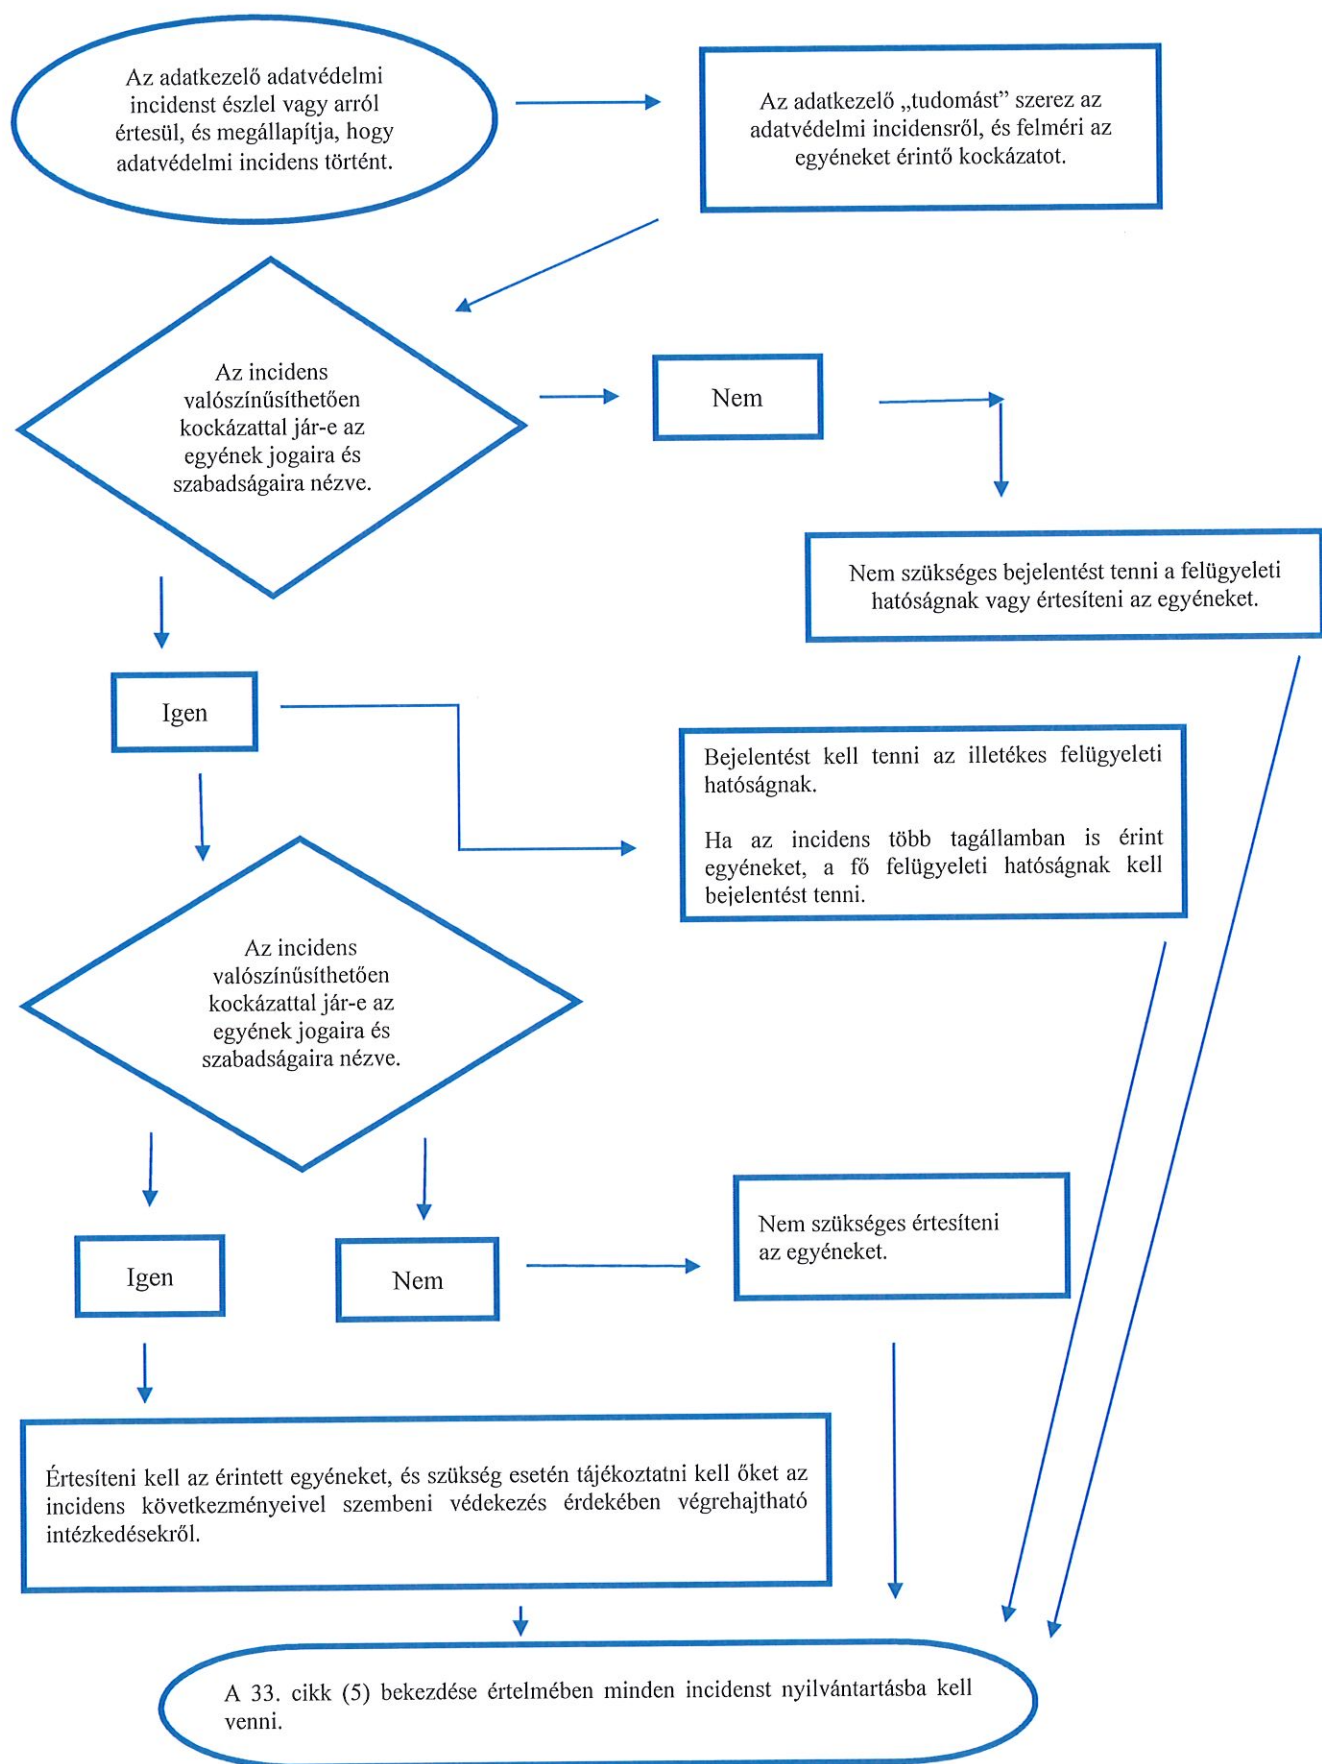 Az adatkezelő adatvédelmi
incidenst észlel vagy arról
értesül, és megállapítja, hogy
adatvédelmi incidens történt.
Az adatkezelő „tudomást” szerez az
adatvédelmi incidensről, és felméri az
egyéneket érintő kockázatot.
Az incidens
valószínűsíthetően
kockázattal jár-e az
egyének jogaira és
szabadságaira nézve.
Nem
Nem szükséges bejelentést tenni a felügyeleti
hatóságnak vagy értesíteni az egyéneket.
Igen
Bejelentést kell tenni az illetékes felügyeleti
hatóságnak.
Ha az incidens több tagállamban is érint
egyéneket, a fő felügyeleti hatóságnak kell
bejelentést tenni.
Az incidens
valószínűsíthetően
kockázattal jár-e az
egyének jogaira és
szabadságaira nézve.
Igen
Nem
Nem szükséges értesíteni
az egyéneket.
Értesíteni kell az érintett egyéneket, és szükség esetén tájékoztatni kell őket az
incidens következményeivel szembeni védekezés érdekében végrehajtható
intézkedésekről.
A 33. cikk (5) bekezdése értelmében minden incidenst nyilvántartásba kell
venni.